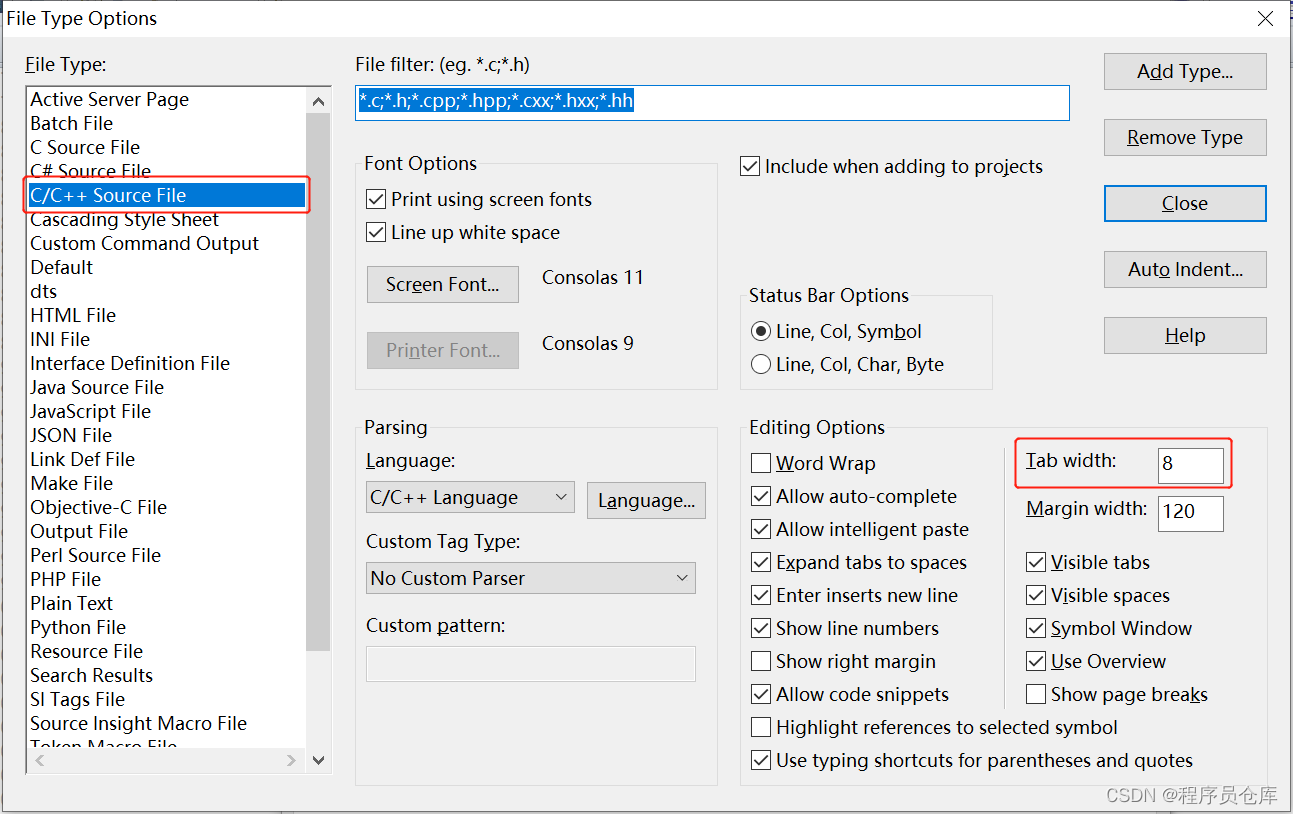 File Type Options
File Type:
Active Server Page
Batch File
C Source File
C# Source File
C/C++ Source File
Cascading Style Sheet
Custom Command Output
Default
dts
HTML File
INI File
Interface Definition File
Java Source File
JavaScript File
JSON File
Link Def File
Make File
Objective-C File
Output File
Perl Source File
PHP File
Plain Text
Python File
Resource File
Search Results
SI Tags File
Source Insight Macro File
Token Macro File
File filter: (eg. *.c;*.h)
*.c;*.h;*.cpp;*.hpp;*.cxx;*.hxx;*.hh
Font Options
Print using screen fonts
Line up white space
Screen Font...
Consolas 11
Printer Font...
Consolas 9
Parsing
Language:
C/C++ Language
Language...
Custom Tag Type:
No Custom Parser
Custom pattern:
Include when adding to projects
Status Bar Options
Line, Col, Symbol
Line, Col, Char, Byte
Editing Options
Word Wrap
Allow auto-complete
Allow intelligent paste
Expand tabs to spaces
Enter inserts new line
Show line numbers
Show right margin
Allow code snippets
Highlight references to selected symbol
Use typing shortcuts for parentheses and quotes
Tab width:
8
Margin width:
120
Visible tabs
Visible spaces
Symbol Window
Use Overview
Show page breaks
Add Type...
Remove Type
Close
Auto Indent...
Help
CSDN @程序员仓库